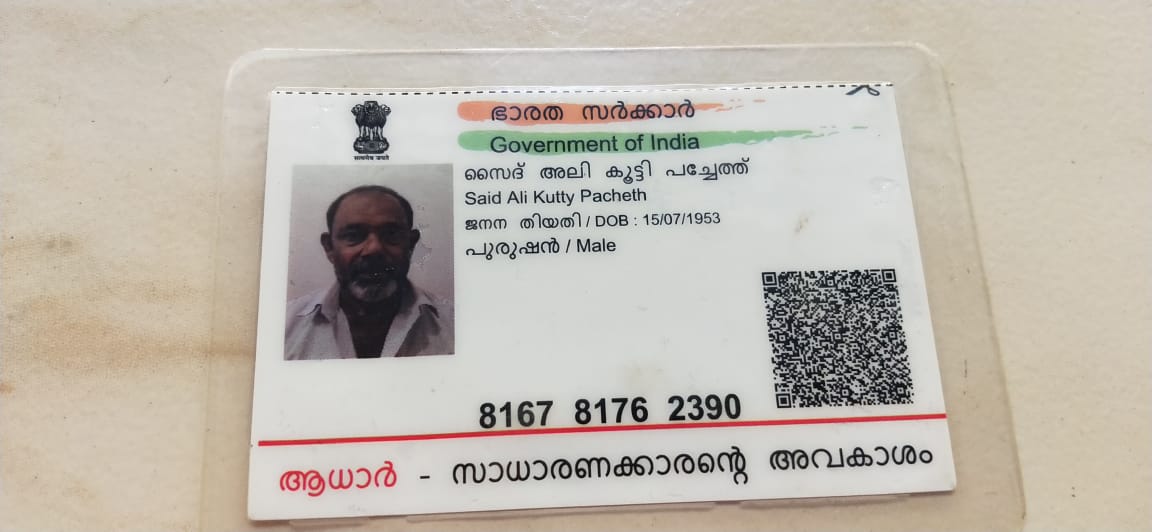 ഭാരത സർക്കാർ
Government of India
सत्यमेव जयते
സൈദ് അലി കൂട്ടി പച്ചേത്ത്
Said Ali Kutty Pacheth
ജനന തിയതി / DOB : 15/07/1953
പുരുഷൻ / Male
8167 8176 2390
ആധാർ - സാധാരണക്കാരന്റെ അവകാശം